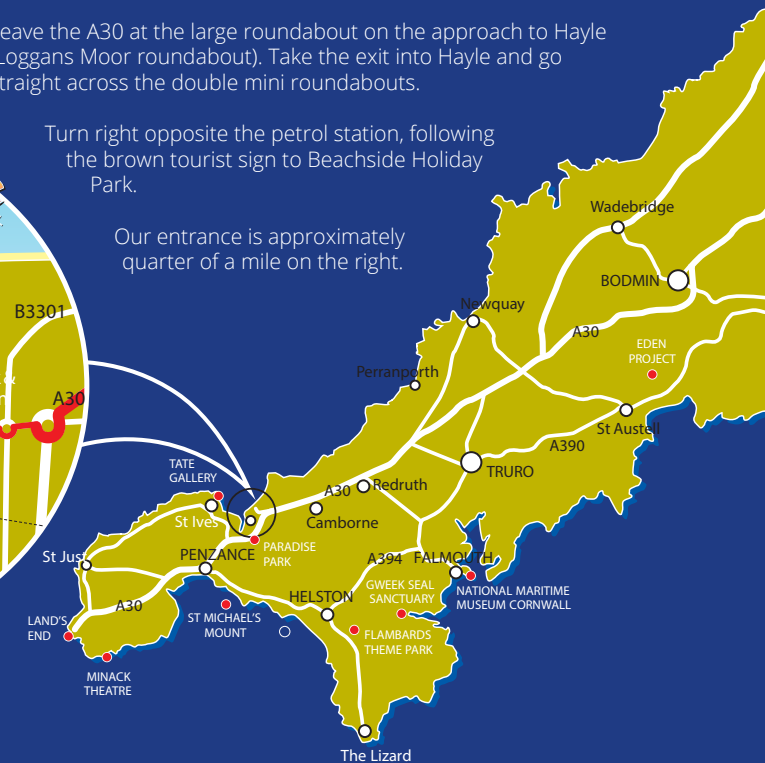 eave the A30 at the large roundabout on the approach to Hayle
Loggans Moor roundabout). Take the exit into Hayle and go
traight across the double mini roundabouts.
Turn right opposite the petrol station, following
the brown tourist sign to Beachside Holiday
Park.
Our entrance is approximately
quarter of a mile on the right.
B3301
&
A30
Wadebridge
BODMIN
Newquay
A30
EDEN
PROJECT
Perranporth
St Austell
A390
TRURO
TATE
GALLERY
A30
Redruth
St Ives
Camborne
St Just
PENZANCE
PARADISE
PARK
A394
FALMOUTH
GWEEK SEAL
SANCTUARY
NATIONAL MARITIME
MUSEUM CORNWALL
HELSTON
A30
LAND'S
END
ST MICHAEL'S
MOUNT
FLAMBARDS
THEME PARK
MINACK
THEATRE
The Lizard